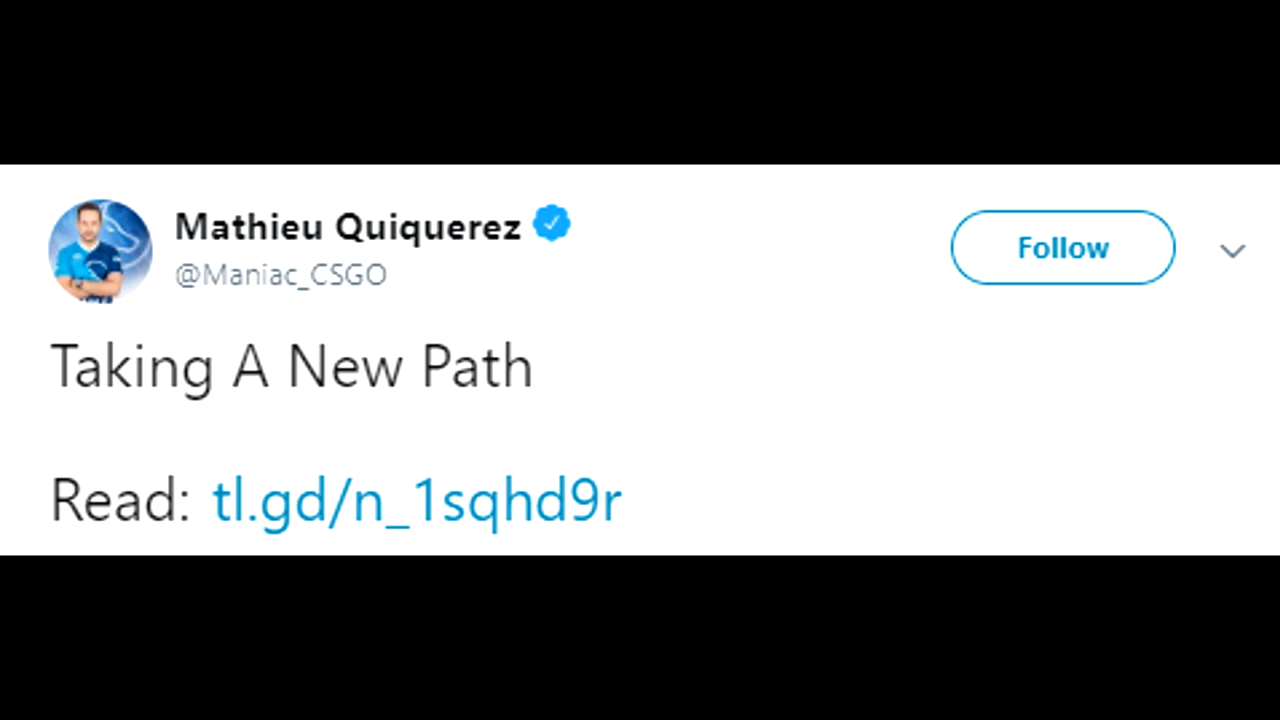 Mathieu Quiquerez
@Maniac_CSGO
Follow
Taking A New Path
Read: tl.gd/n_1sqhd9r